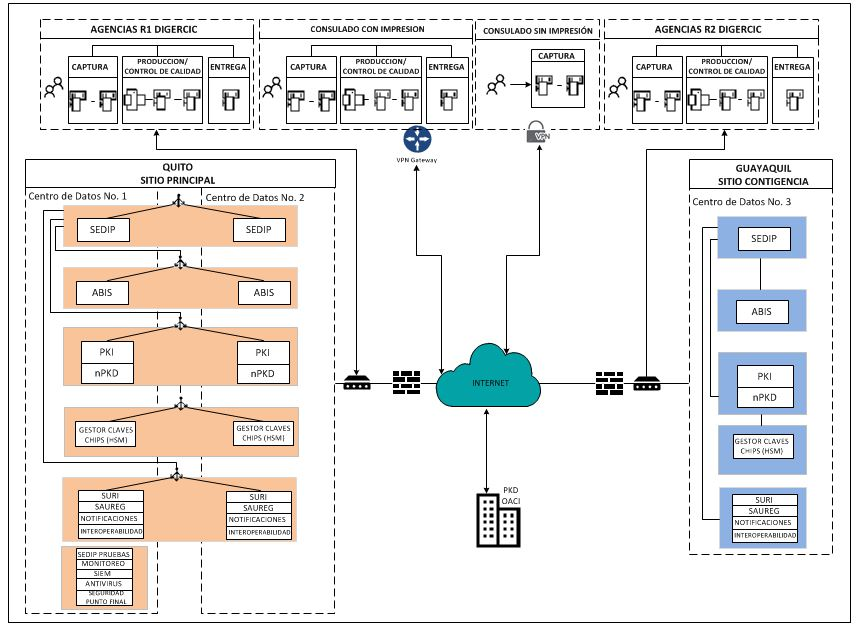 AGENCIAS R1 DIGERCIC
CAPTURA
PRODUCCION/
CONTROL DE CALIDAD
ENTREGA
CONSULADO CON IMPRESION
CAPTURA
PRODUCCION/
CONTROL DE CALIDAD
ENTREGA
CONSULADO SIN IMPRESIÓN
CAPTURA
AGENCIAS R2 DIGERCIC
CAPTURA
PRODUCCION/
CONTROL DE CALIDAD
ENTREGA
VPN Gateway
VPN
QUITO
SITIO PRINCIPAL
Centro de Datos No. 1
Centro de Datos No. 2
SEDIP
SEDIP
ABIS
ABIS
PKI
nPKD
PKI
nPKD
GESTOR CLAVES
CHIPS (HSM)
GESTOR CLAVES
CHIPS (HSM)
SURI
SAUREG
NOTIFICACIONES
INTEROPERABILIDAD
SURI
SAUREG
NOTIFICACIONES
INTEROPERABILIDAD
SEDIP PRUEBAS
MONITOREO
SIEM
ANTIVIRUS
SEGURIDAD
PUNTO FINAL
INTERNET
PKD
OACI
GUAYAQUIL
SITIO CONTIGENCIA
Centro de Datos No. 3
SEDIP
ABIS
PKI
nPKD
GESTOR CLAVES
CHIPS (HSM)
SURI
SAUREG
NOTIFICACIONES
INTEROPERABILIDAD